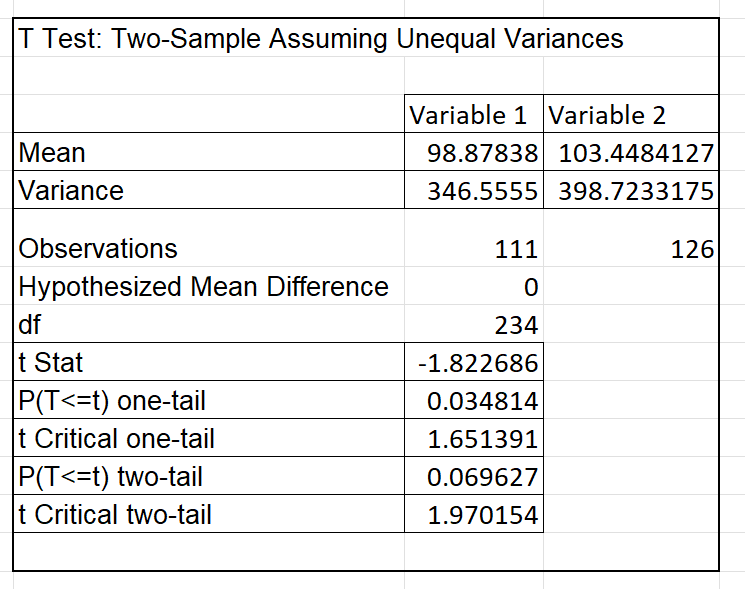 T Test: Two-Sample Assuming Unequal Variances
Variable 1 Variable 2
Mean 98.87838 103.4484127
Variance 346.5555 398.7233175
Observations 111 126
Hypothesized Mean Difference 0
df 234
t Stat -1.822686
P(T<=t) one-tail 0.034814
t Critical one-tail 1.651391
P(T<=t) two-tail 0.069627
t Critical two-tail 1.970154